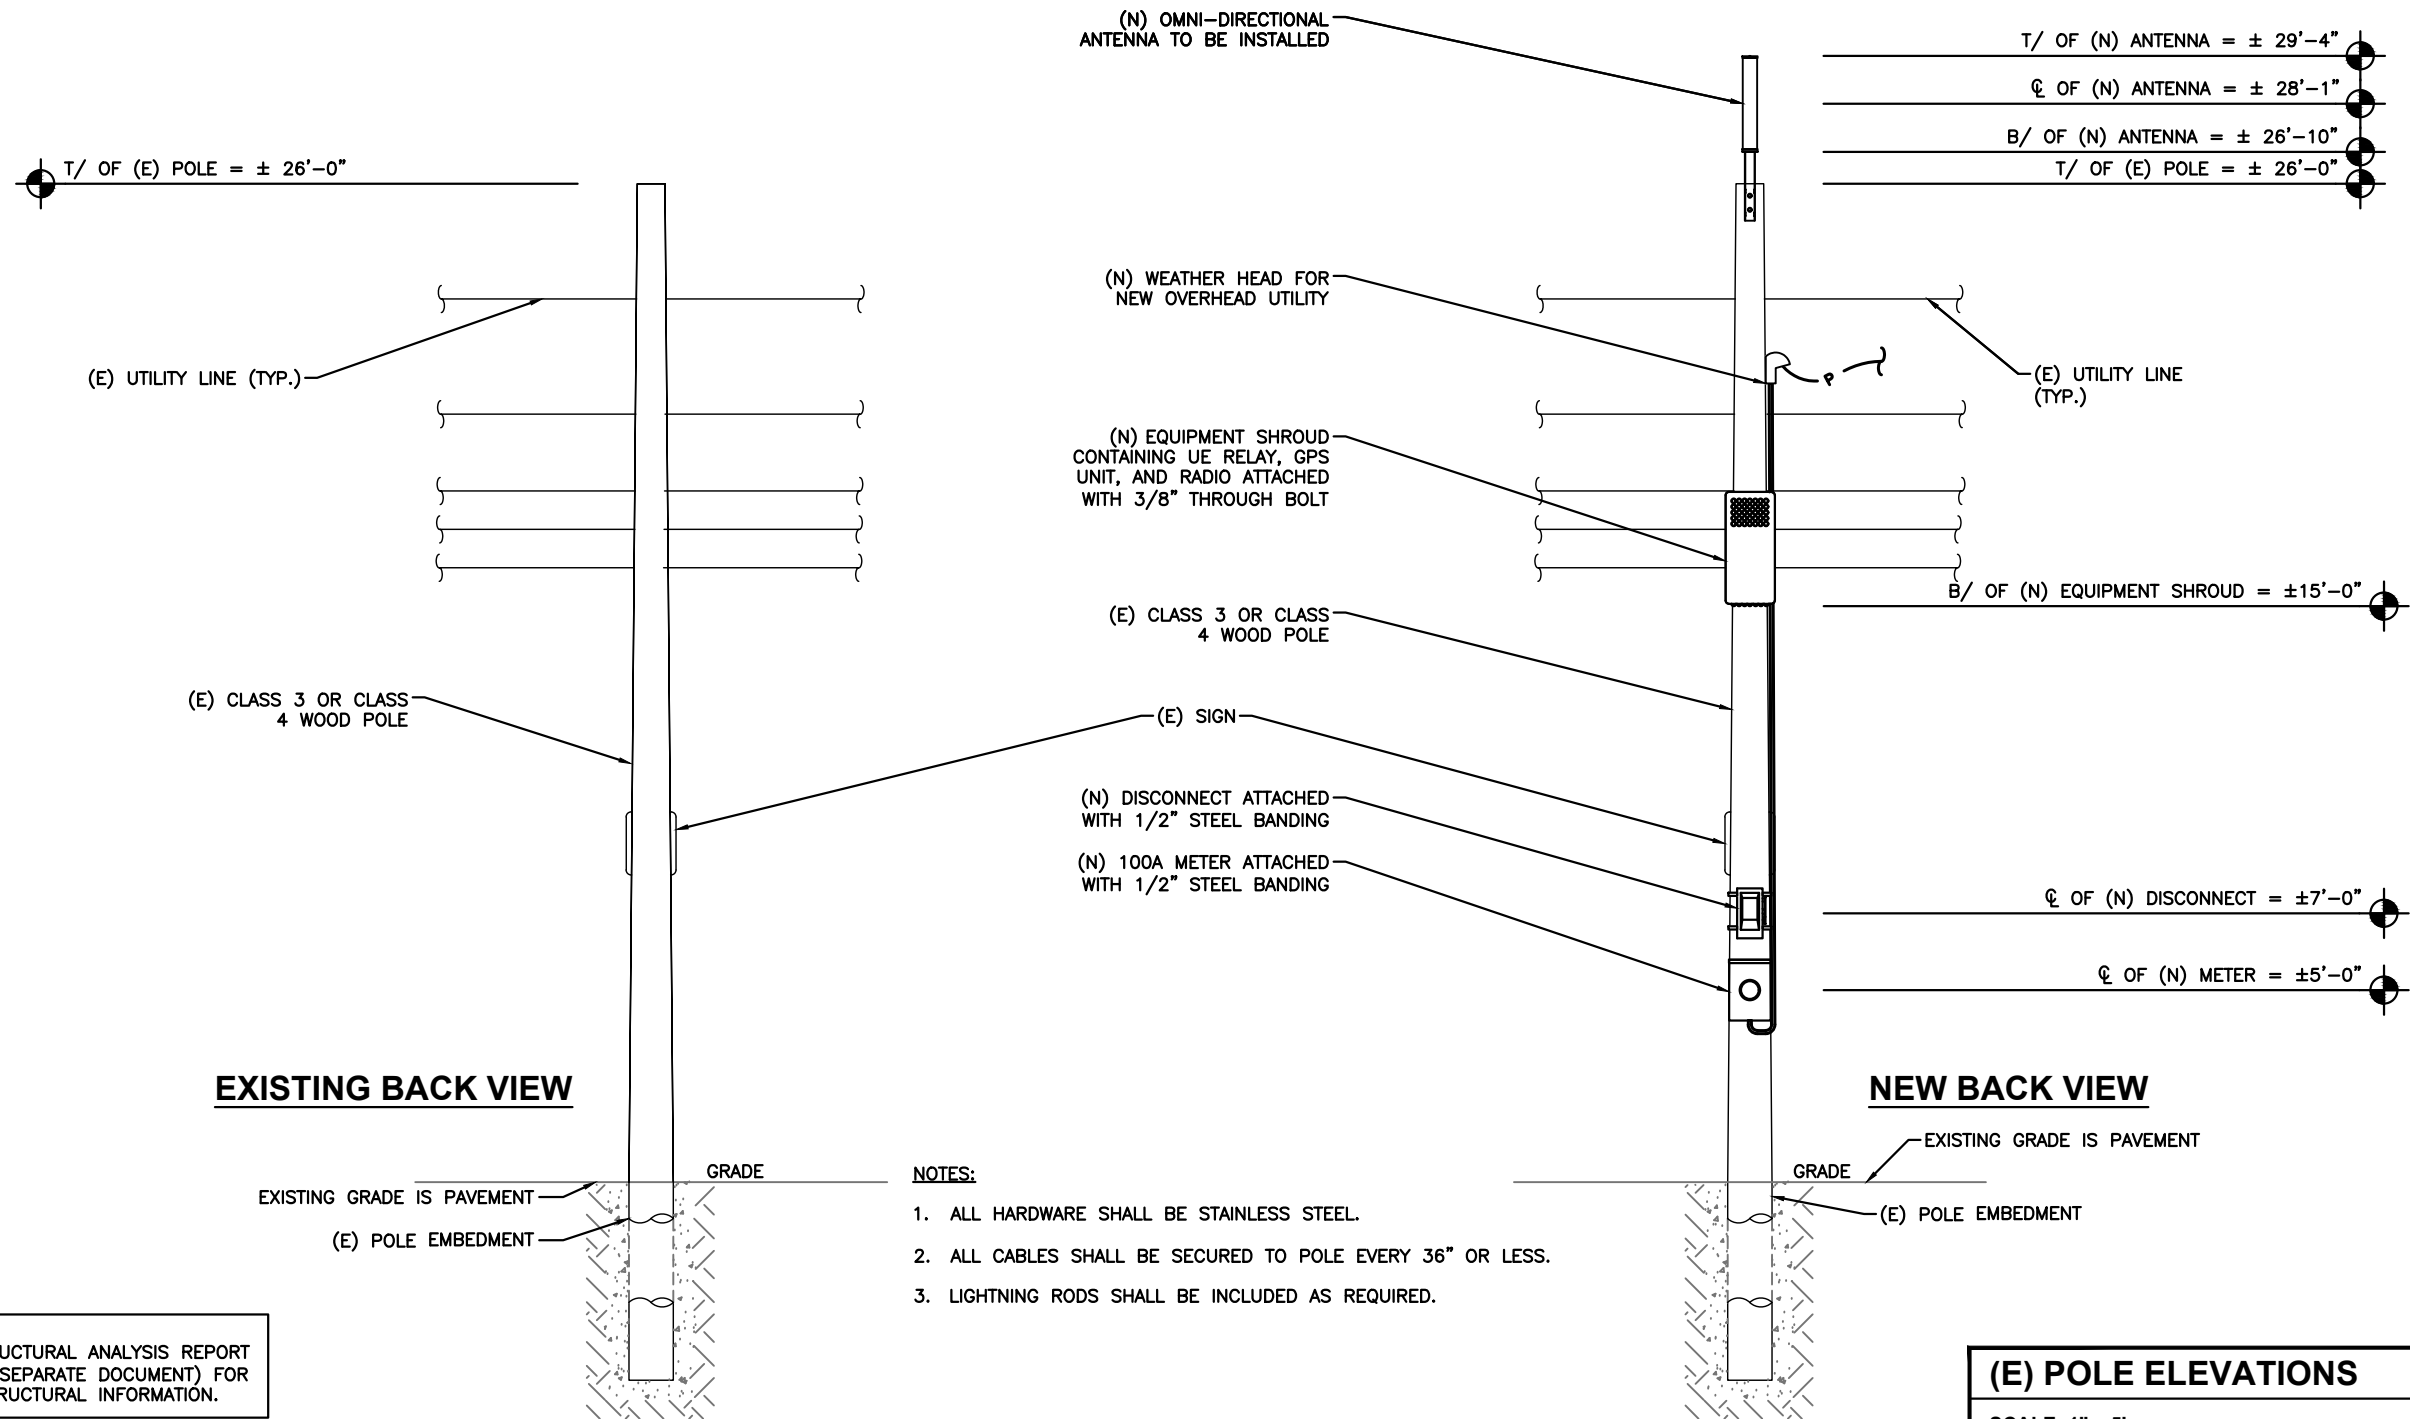 (N) OMNI-DIRECTIONAL
ANTENNA TO BE INSTALLED
T/ OF (N) ANTENNA = ± 29'-4"
℄ OF (N) ANTENNA = ± 28'-1"
B/ OF (N) ANTENNA = ± 26'-10"
T/ OF (E) POLE = ± 26'-0"
T/ OF (E) POLE = ± 26'-0"
(N) WEATHER HEAD FOR
NEW OVERHEAD UTILITY
(E) UTILITY LINE (TYP.)
P
(E) UTILITY LINE
(TYP.)
(N) EQUIPMENT SHROUD
CONTAINING UE RELAY, GPS
UNIT, AND RADIO ATTACHED
WITH 3/8" THROUGH BOLT
B/ OF (N) EQUIPMENT SHROUD = ±15'-0"
(E) CLASS 3 OR CLASS
4 WOOD POLE
(E) CLASS 3 OR CLASS
4 WOOD POLE
(E) SIGN
(N) DISCONNECT ATTACHED
WITH 1/2" STEEL BANDING
(N) 100A METER ATTACHED
WITH 1/2" STEEL BANDING
℄ OF (N) DISCONNECT = ±7'-0"
℄ OF (N) METER = ±5'-0"
EXISTING BACK VIEW
NEW BACK VIEW
EXISTING GRADE IS PAVEMENT
GRADE
GRADE
EXISTING GRADE IS PAVEMENT
(E) POLE EMBEDMENT
(E) POLE EMBEDMENT
NOTES:
1. ALL HARDWARE SHALL BE STAINLESS STEEL.
2. ALL CABLES SHALL BE SECURED TO POLE EVERY 36" OR LESS.
3. LIGHTNING RODS SHALL BE INCLUDED AS REQUIRED.
UCTURAL ANALYSIS REPORT
SEPARATE DOCUMENT) FOR
RUCTURAL INFORMATION.
(E) POLE ELEVATIONS